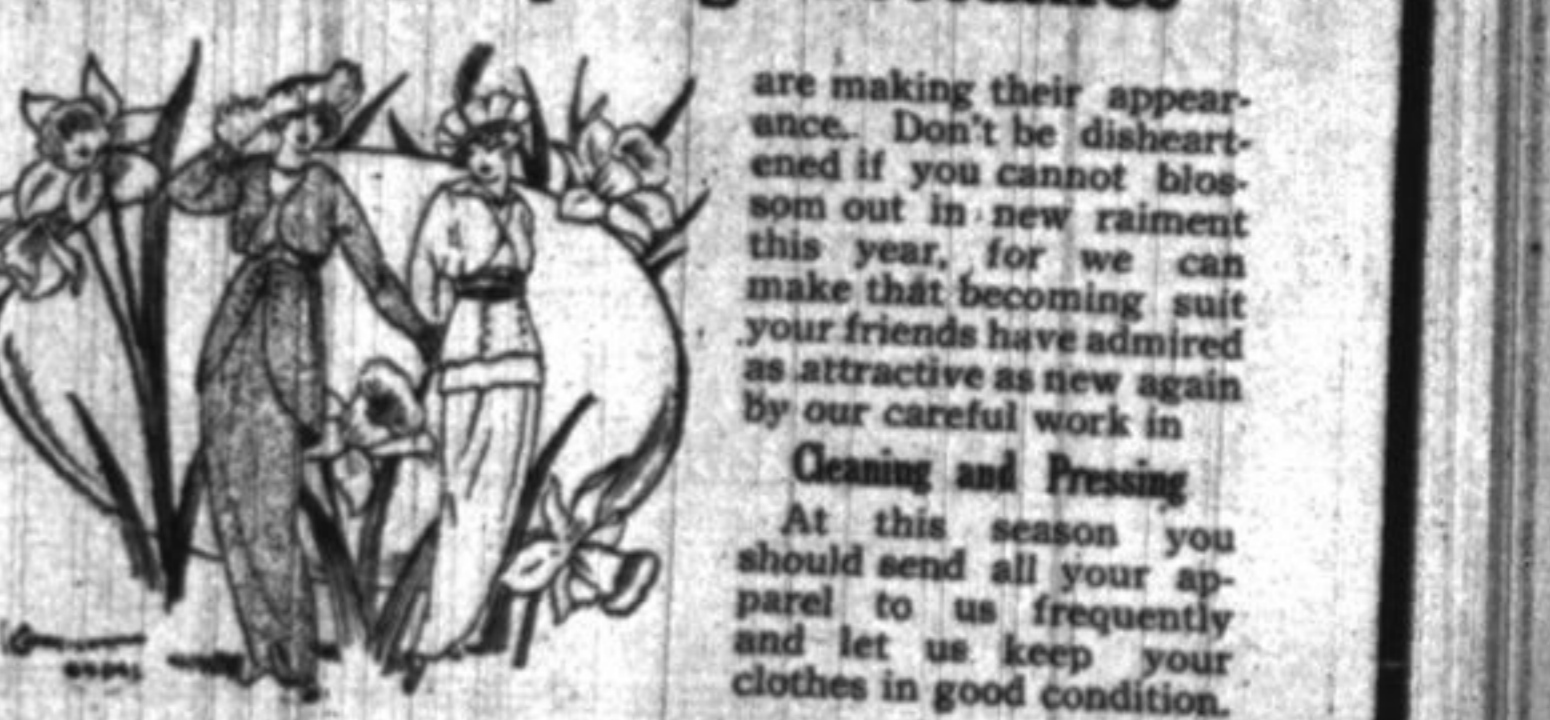 are making their appear-
ance. Don't be disheart-
ened if you cannot blos-
som out in new raiment
this year, for we can
make that becoming suit
your friends have admired
as attractive as new again
by our careful work in
Cleaning and Pressing
At this season you
should send all your ap-
parel to us frequently
and let us keep your
clothes in good condition.